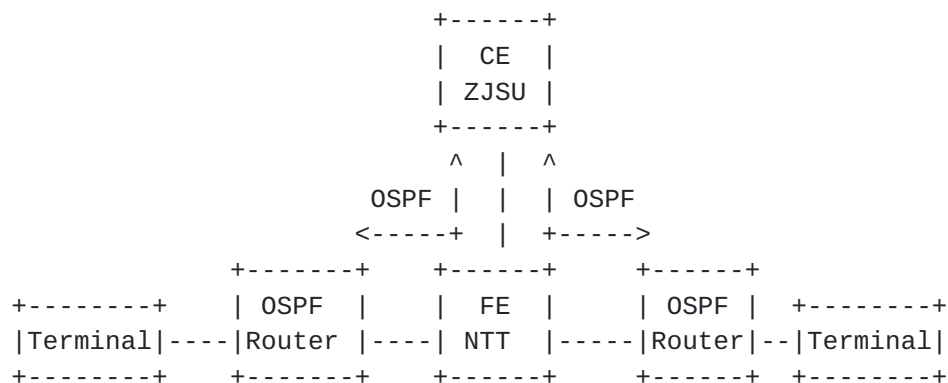 +------+
|  CE  |
| ZJSU |
+------+
^  |  ^
OSPF |  |  | OSPF
<-----+  |  +----->
+-------+    +------+     +------+
+--------+    | OSPF  |    |  FE  |     | OSPF |  +--------+
|Terminal|----|Router |----| NTT  |-----|Router|--|Terminal|
+--------+    +-------+    +------+     +------+  +--------+